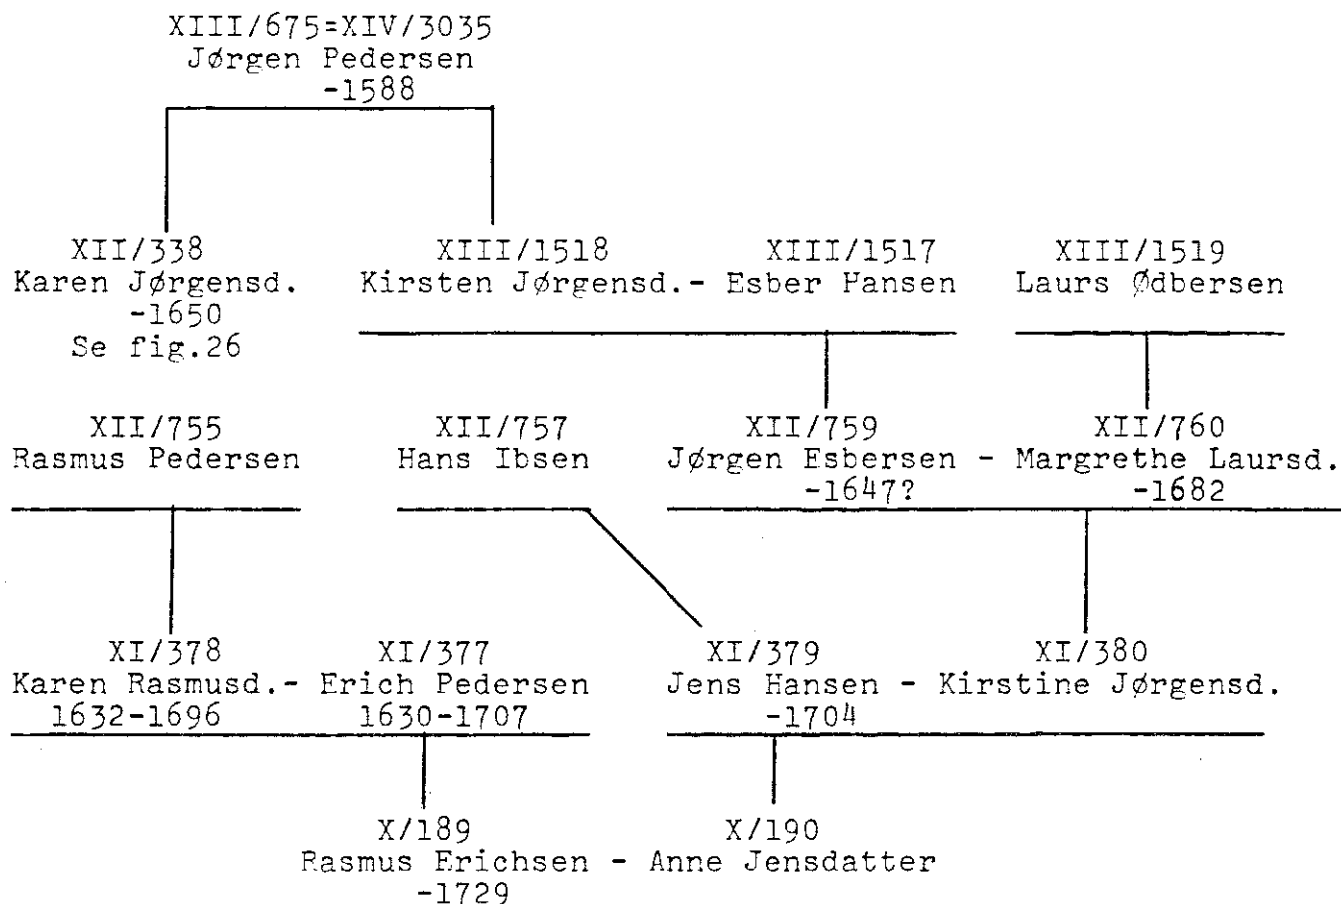 XIII/675=XIV/3035
Jørgen Pedersen
-1588
XII/338 XIII/1518 XIII/1517 XIII/1519
Karen Jørgensd. Kirsten Jørgensd.- Esber Hansen Laurs Ødbersen
-1650
Se fig.26
XII/755 XII/757 XII/759 XII/760
Rasmus Pedersen Hans Ibsen Jørgen Esbersen - Margrethe Laursd.
-1647? -1682
XI/378 XI/377 XI/379 XI/380
Karen Rasmusd.- Erich Pedersen Jens Hansen - Kirstine Jørgensd.
1632-1696 1630-1707 -1704
X/189 X/190
Rasmus Erichsen - Anne Jensdatter
-1729